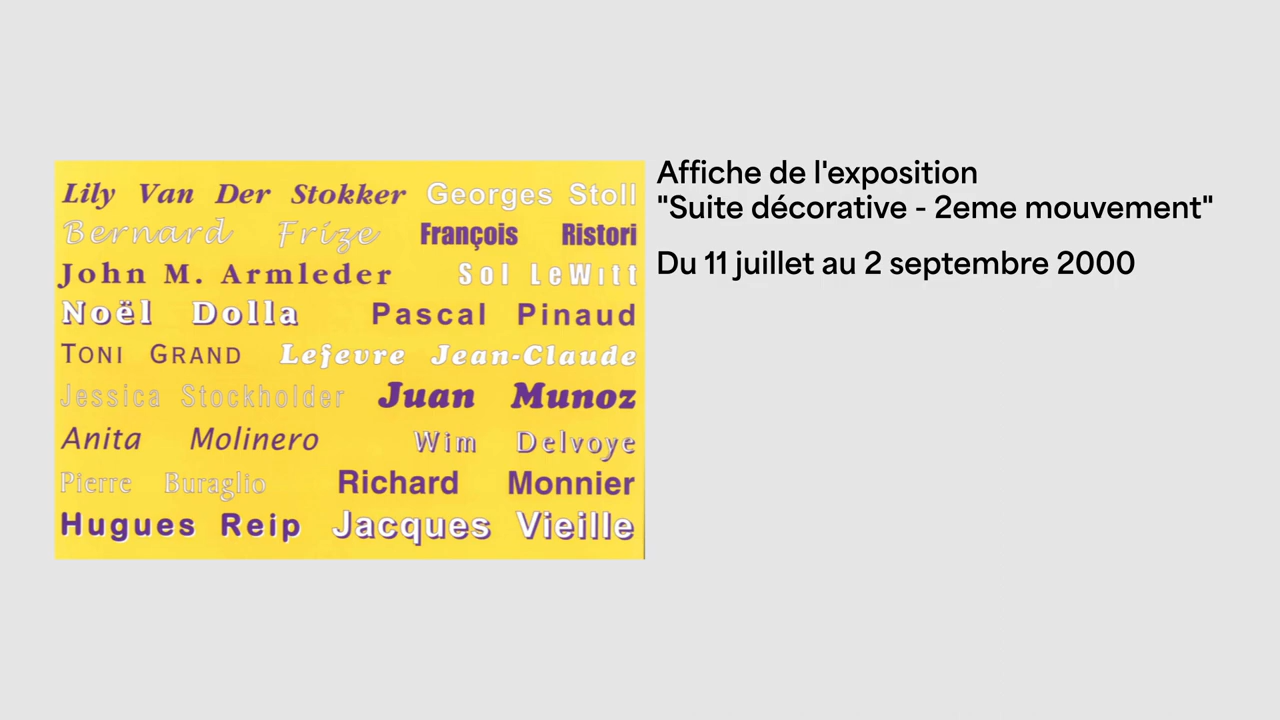 Lily Van Der Stokker Georges Stoll
Bernard Frize François Ristori
John M. Armleder Sol LeWitt
Noël Dolla Pascal Pinaud
Toni Grand Lefevre Jean-Claude
Jessica Stockholder Juan Munoz
Anita Molinero Wim Delvoye
Pierre Buraglio Richard Monnier
Hugues Reip Jacques Vieille
Affiche de l'exposition
"Suite décorative - 2eme mouvement"
Du 11 juillet au 2 septembre 2000